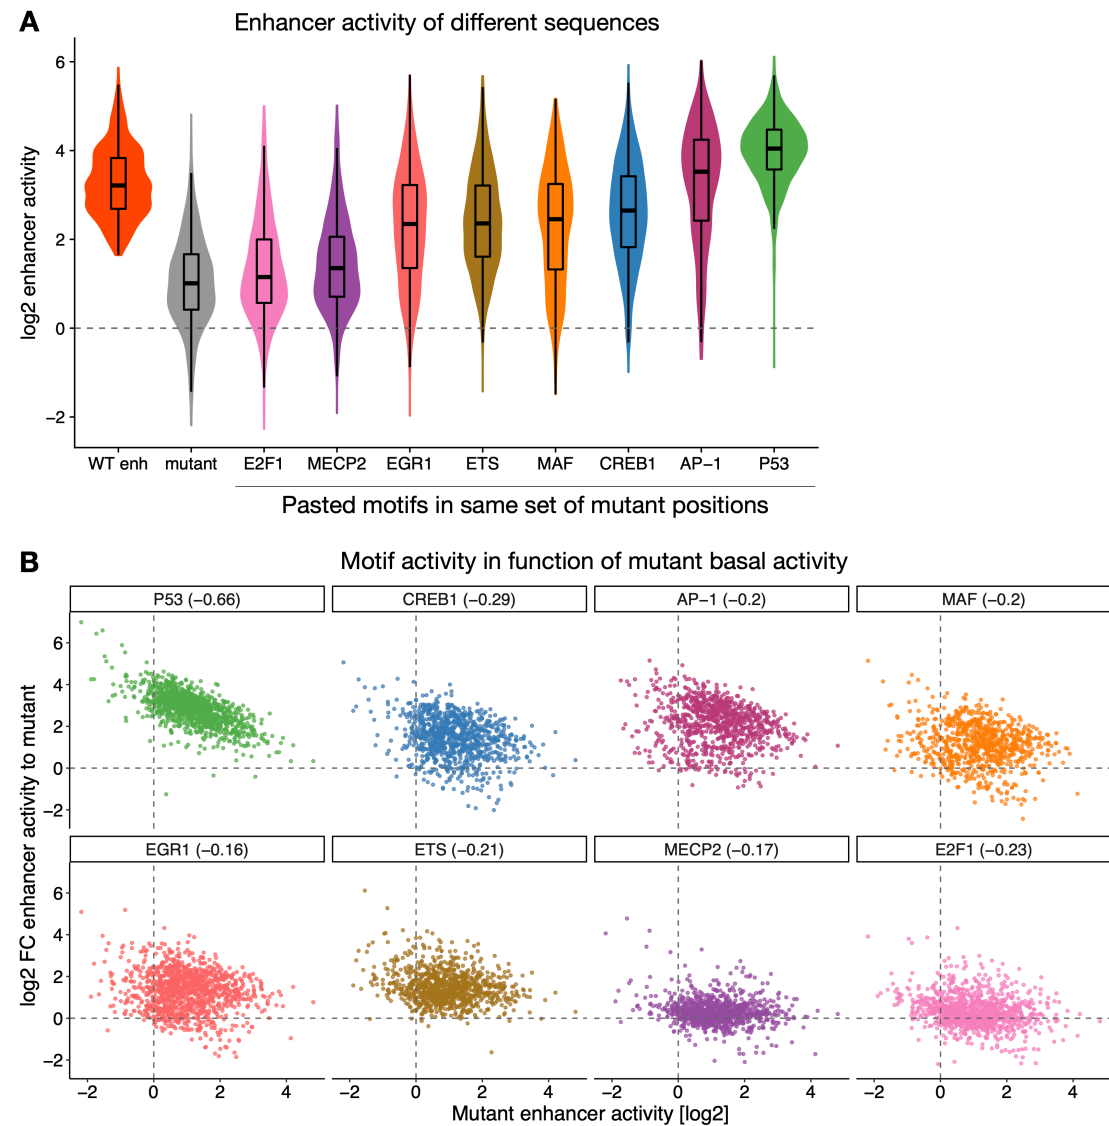 A
Enhancer activity of different sequences
log2 enhancer activity
6
4
2
0
−2
WT enh mutant E2F1 MECP2 EGR1 ETS MAF CREB1 AP−1 P53
Pasted motifs in same set of mutant positions
B
Motif activity in function of mutant basal activity
P53 (−0.66) CREB1 (−0.29) AP−1 (−0.2) MAF (−0.2)
log2 FC enhancer activity to mutant
6
4
2
0
−2
EGR1 (−0.16) ETS (−0.21) MECP2 (−0.17) E2F1 (−0.23)
6
4
2
0
−2
−2 0 2 4 −2 0 2 4 −2 0 2 4 −2 0 2 4
Mutant enhancer activity [log2]